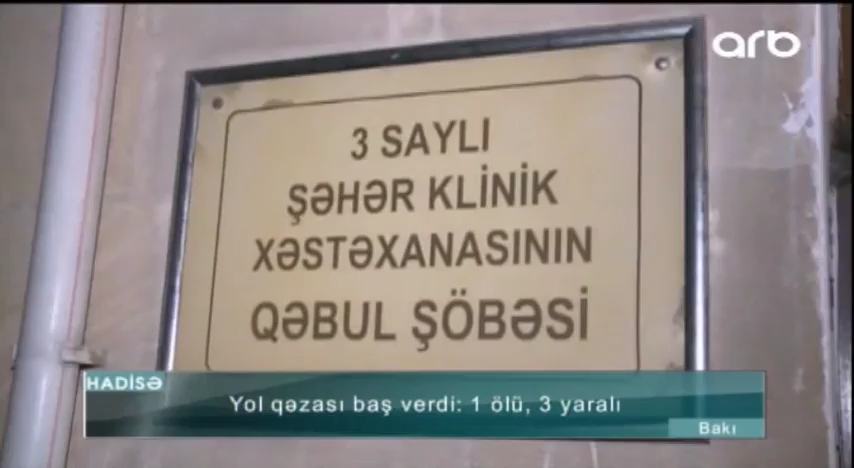 arb
3 SAYLI
ŞƏHƏR KLİNİK
XƏSTƏXANASININ
QƏBUL ŞÖBƏSİ
HADİSƏ
Yol qəzası baş verdi: 1 ölü, 3 yaralı
Bakı